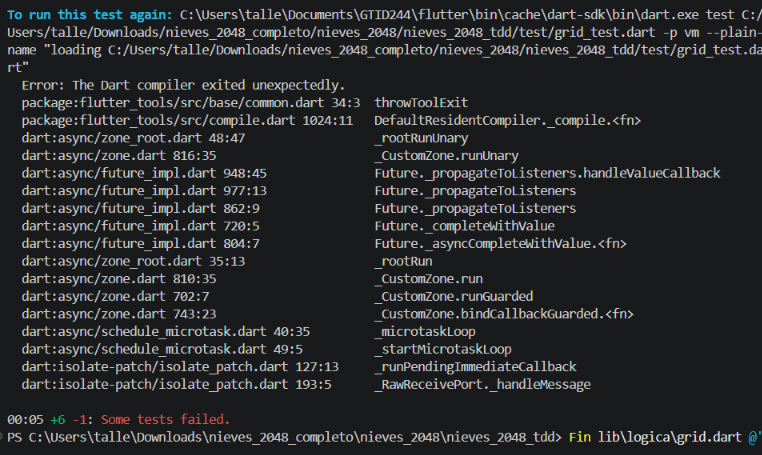 To run this test again: C:\Users\talle\Documents\GTID244\flutter\bin\cache\dart-sdk\bin\dart.exe test C:/
Users/talle/Downloads/nieves_2048_completo/nieves_2048/nieves_2048_tdd/test/grid_test.dart -p vm --plain-
name "loading C:/Users/talle/Downloads/nieves_2048_completo/nieves_2048/nieves_2048_tdd/test/grid_test.da
rt"
Error: The Dart compiler exited unexpectedly.
package:flutter_tools/src/base/common.dart 34:3 throwToolExit
package:flutter_tools/src/compile.dart 1024:11 DefaultResidentCompiler._compile.<fn>
dart:async/zone_root.dart 48:47 _rootRunUnary
dart:async/zone.dart 816:35 _CustomZone.runUnary
dart:async/future_impl.dart 948:45 Future._propagateToListeners.handleValueCallback
dart:async/future_impl.dart 977:13 Future._propagateToListeners
dart:async/future_impl.dart 862:9 Future._propagateToListeners
dart:async/future_impl.dart 720:5 Future._completeWithValue
dart:async/future_impl.dart 804:7 Future._asyncCompleteWithValue.<fn>
dart:async/zone_root.dart 35:13 _rootRun
dart:async/zone.dart 810:35 _CustomZone.run
dart:async/zone.dart 702:7 _CustomZone.runGuarded
dart:async/zone.dart 743:23 _CustomZone.bindCallbackGuarded.<fn>
dart:async/schedule_microtask.dart 40:35 _microtaskLoop
dart:async/schedule_microtask.dart 49:5 _startMicrotaskLoop
dart:isolate-patch/isolate_patch.dart 127:13 _runPendingImmediateCallback
dart:isolate-patch/isolate_patch.dart 193:5 _RawReceivePort._handleMessage
00:05 +6 -1: Some tests failed.
PS C:\Users\talle\Downloads\nieves_2048_completo\nieves_2048\nieves_2048_tdd> Fin lib\logica\grid.dart @'